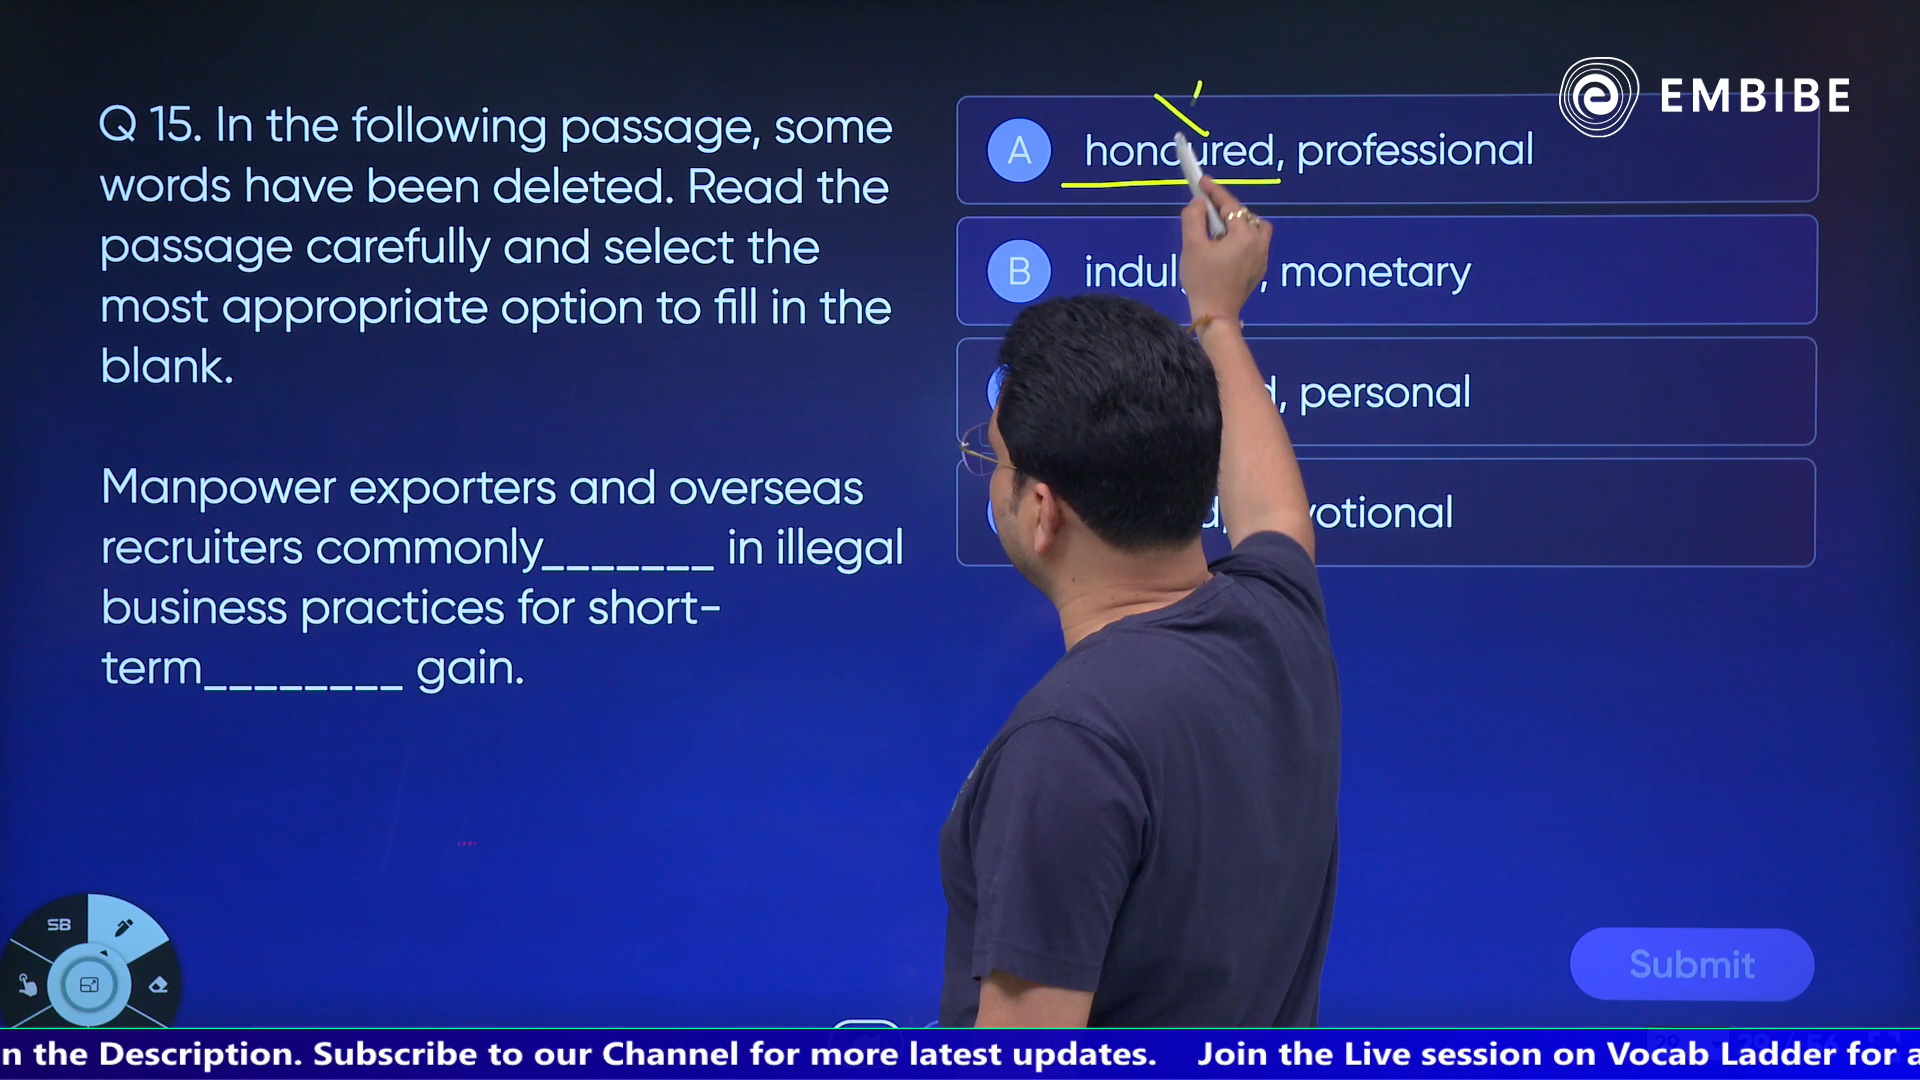 EMBIBE
Q 15. In the following passage, some
words have been deleted. Read the
passage carefully and select the
most appropriate option to fill in the
blank.
Manpower exporters and overseas
recruiters commonly_______ in illegal
business practices for short-
term________ gain.
A honoured, professional
B monetary
personal
SB
Submit
n the Description. Subscribe to our Channel for more latest updates. Join the Live session on Vocab Ladder for a